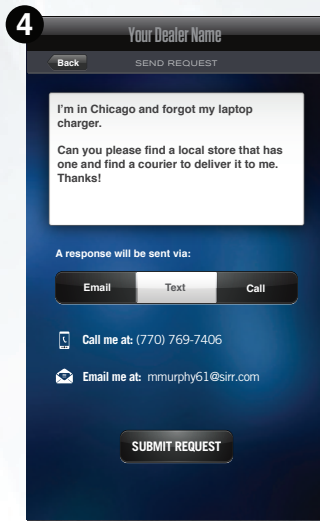 4
Your Dealer Name
Back
SEND REQUEST
I'm in Chicago and forgot my laptop
charger.
Can you please find a local store that has
one and find a courier to deliver it to me.
Thanks!
A response will be sent via:
Email
Text
Call
Call me at: (770) 769-7406
Email me at: mmurphy61@sirr.com
SUBMIT REQUEST